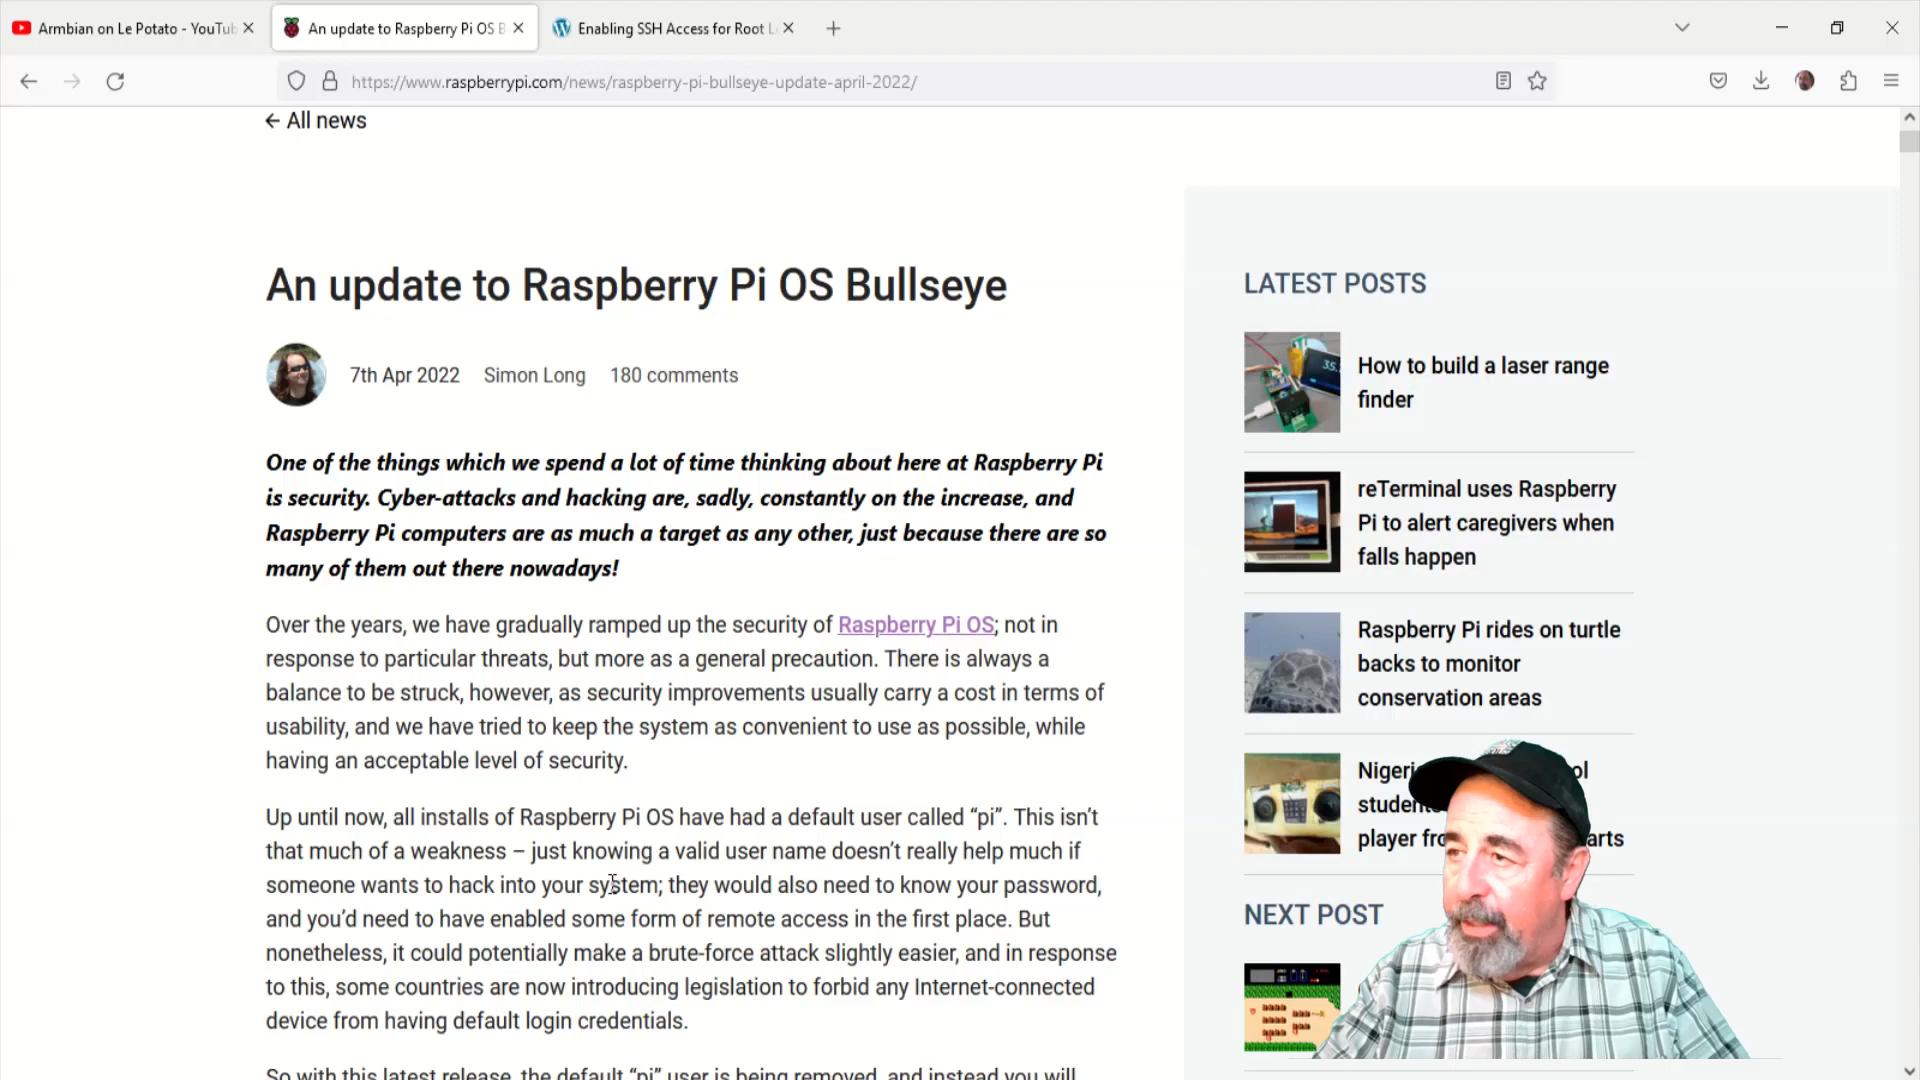 Armbian on Le Potato - YouTub
An update to Raspberry Pi OS B
Enabling SSH Access for Root L
https://www.raspberrypi.com/news/raspberry-pi-bullseye-update-april-2022/
← All news
An update to Raspberry Pi OS Bullseye
7th Apr 2022 Simon Long 180 comments
One of the things which we spend a lot of time thinking about here at Raspberry Pi
is security. Cyber-attacks and hacking are, sadly, constantly on the increase, and
Raspberry Pi computers are as much a target as any other, just because there are so
many of them out there nowadays!
Over the years, we have gradually ramped up the security of Raspberry Pi OS; not in
response to particular threats, but more as a general precaution. There is always a
balance to be struck, however, as security improvements usually carry a cost in terms of
usability, and we have tried to keep the system as convenient to use as possible, while
having an acceptable level of security.
Up until now, all installs of Raspberry Pi OS have had a default user called “pi”. This isn’t
that much of a weakness – just knowing a valid user name doesn’t really help much if
someone wants to hack into your system; they would also need to know your password,
and you’d need to have enabled some form of remote access in the first place. But
nonetheless, it could potentially make a brute-force attack slightly easier, and in response
to this, some countries are now introducing legislation to forbid any Internet-connected
device from having default login credentials.
So with this latest release, the default “pi” user is being removed, and instead you will
LATEST POSTS
How to build a laser range
finder
reTerminal uses Raspberry
Pi to alert caregivers when
falls happen
Raspberry Pi rides on turtle
backs to monitor
conservation areas
Nigeri ol
student
player fro arts
NEXT POST